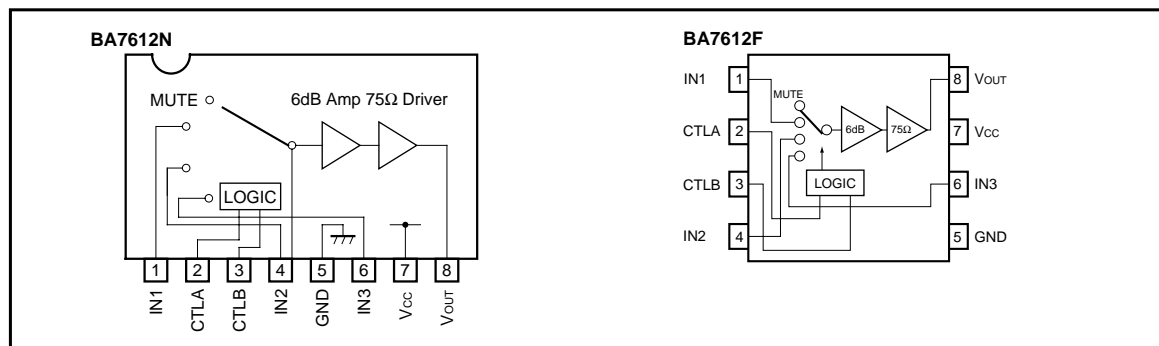 BA7612N
MUTE
6dB Amp 75Ω Driver
LOGIC
1 2 3 4 5 6 7 8
IN1 CTLA CTLB IN2 GND IN3 VCC VOUT
BA7612F
IN1 1 8 VOUT
MUTE
6dB 75Ω
CTLA 2 7 VCC
CTLB 3 LOGIC 6 IN3
IN2 4 5 GND